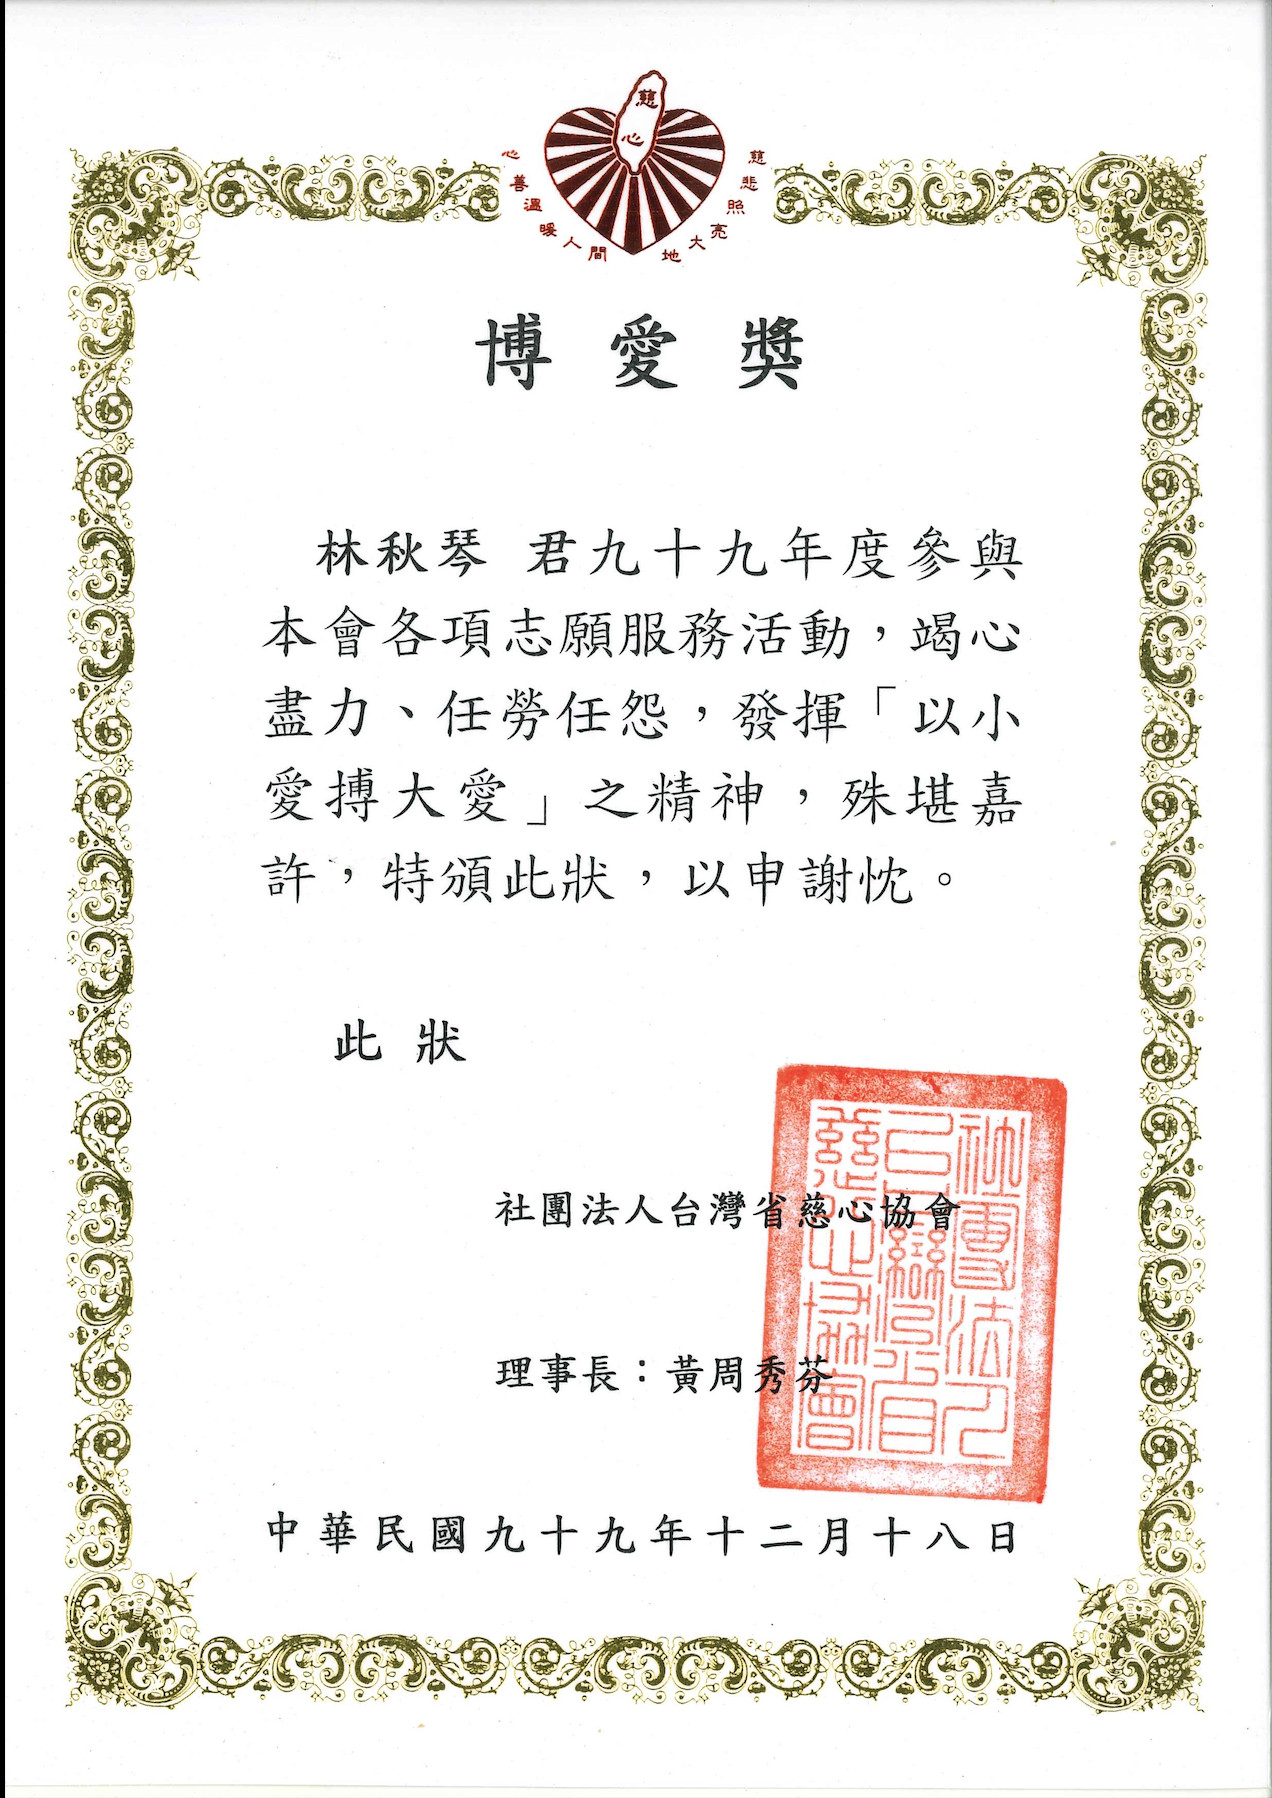 慈心
心善溫暖人間
慈悲照亮大地
博愛獎
林秋琴 君九十九年度參與
本會各項志願服務活動,竭心
盡力、任勞任怨,發揮「以小
愛搏大愛」之精神,殊堪嘉
許,特頒此狀,以申謝忱。
此狀
社團法人台灣省慈心協會
理事長:黃周秀芬
社團法人
台灣省
慈心協會
中華民國九十九年十二月十八日